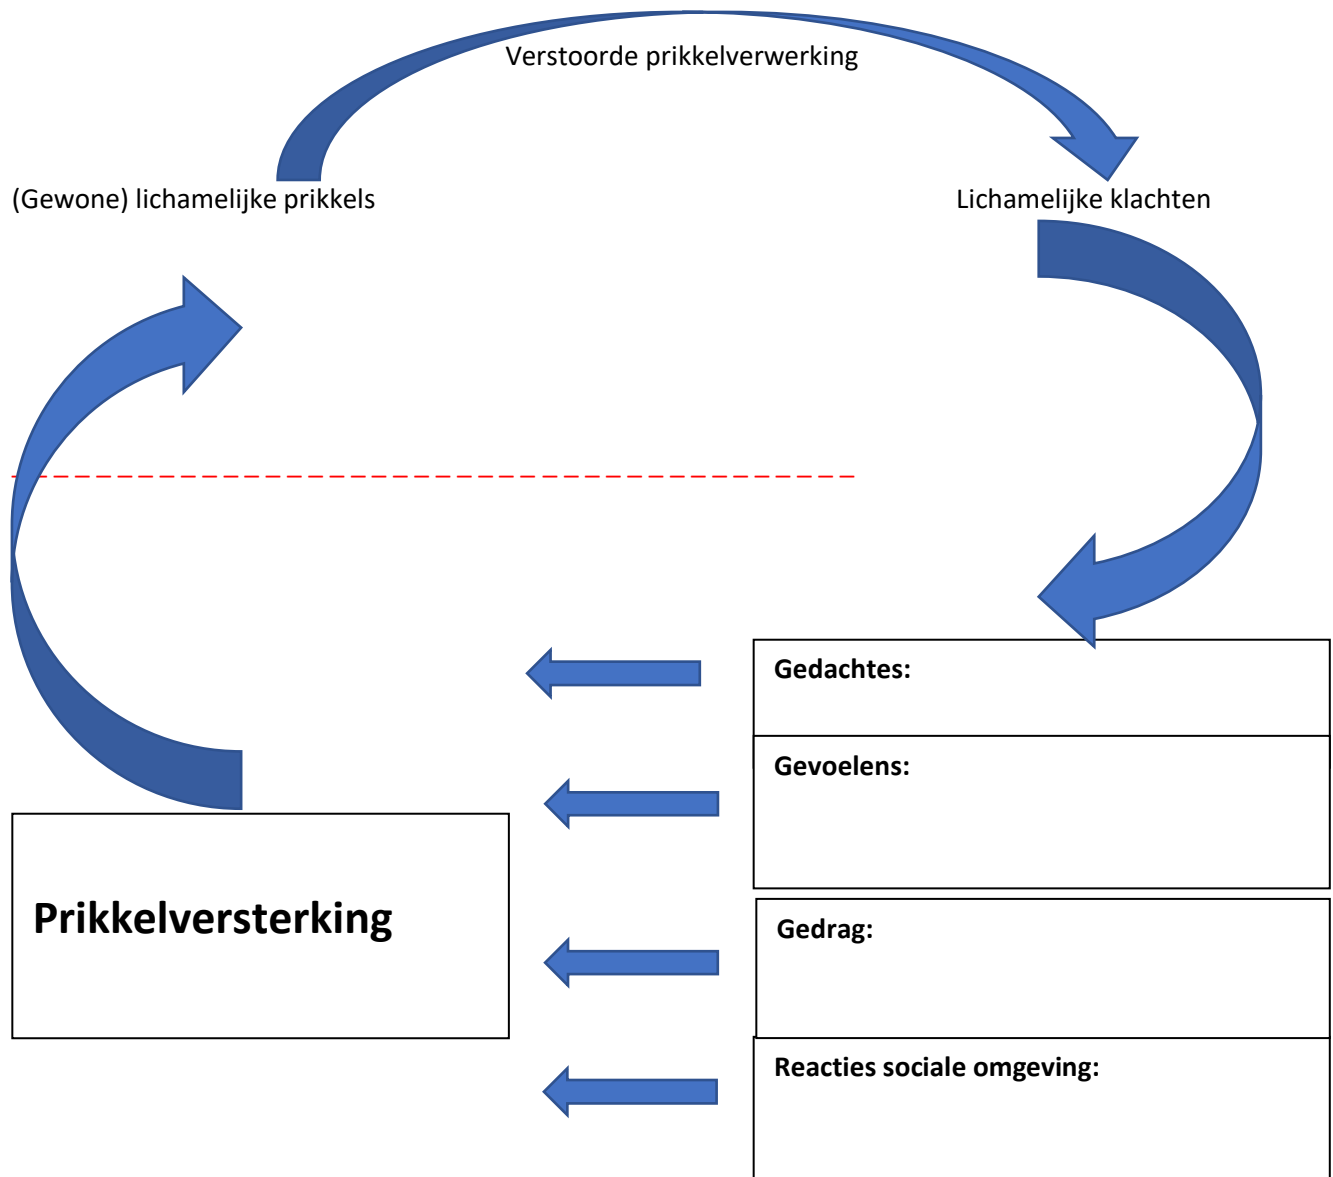 Verstoorde prikkelverwerking
(Gewone) lichamelijke prikkels
Lichamelijke klachten
Gedachtes:
Gevoelens:
Prikkelversterking
Gedrag:
Reacties sociale omgeving: